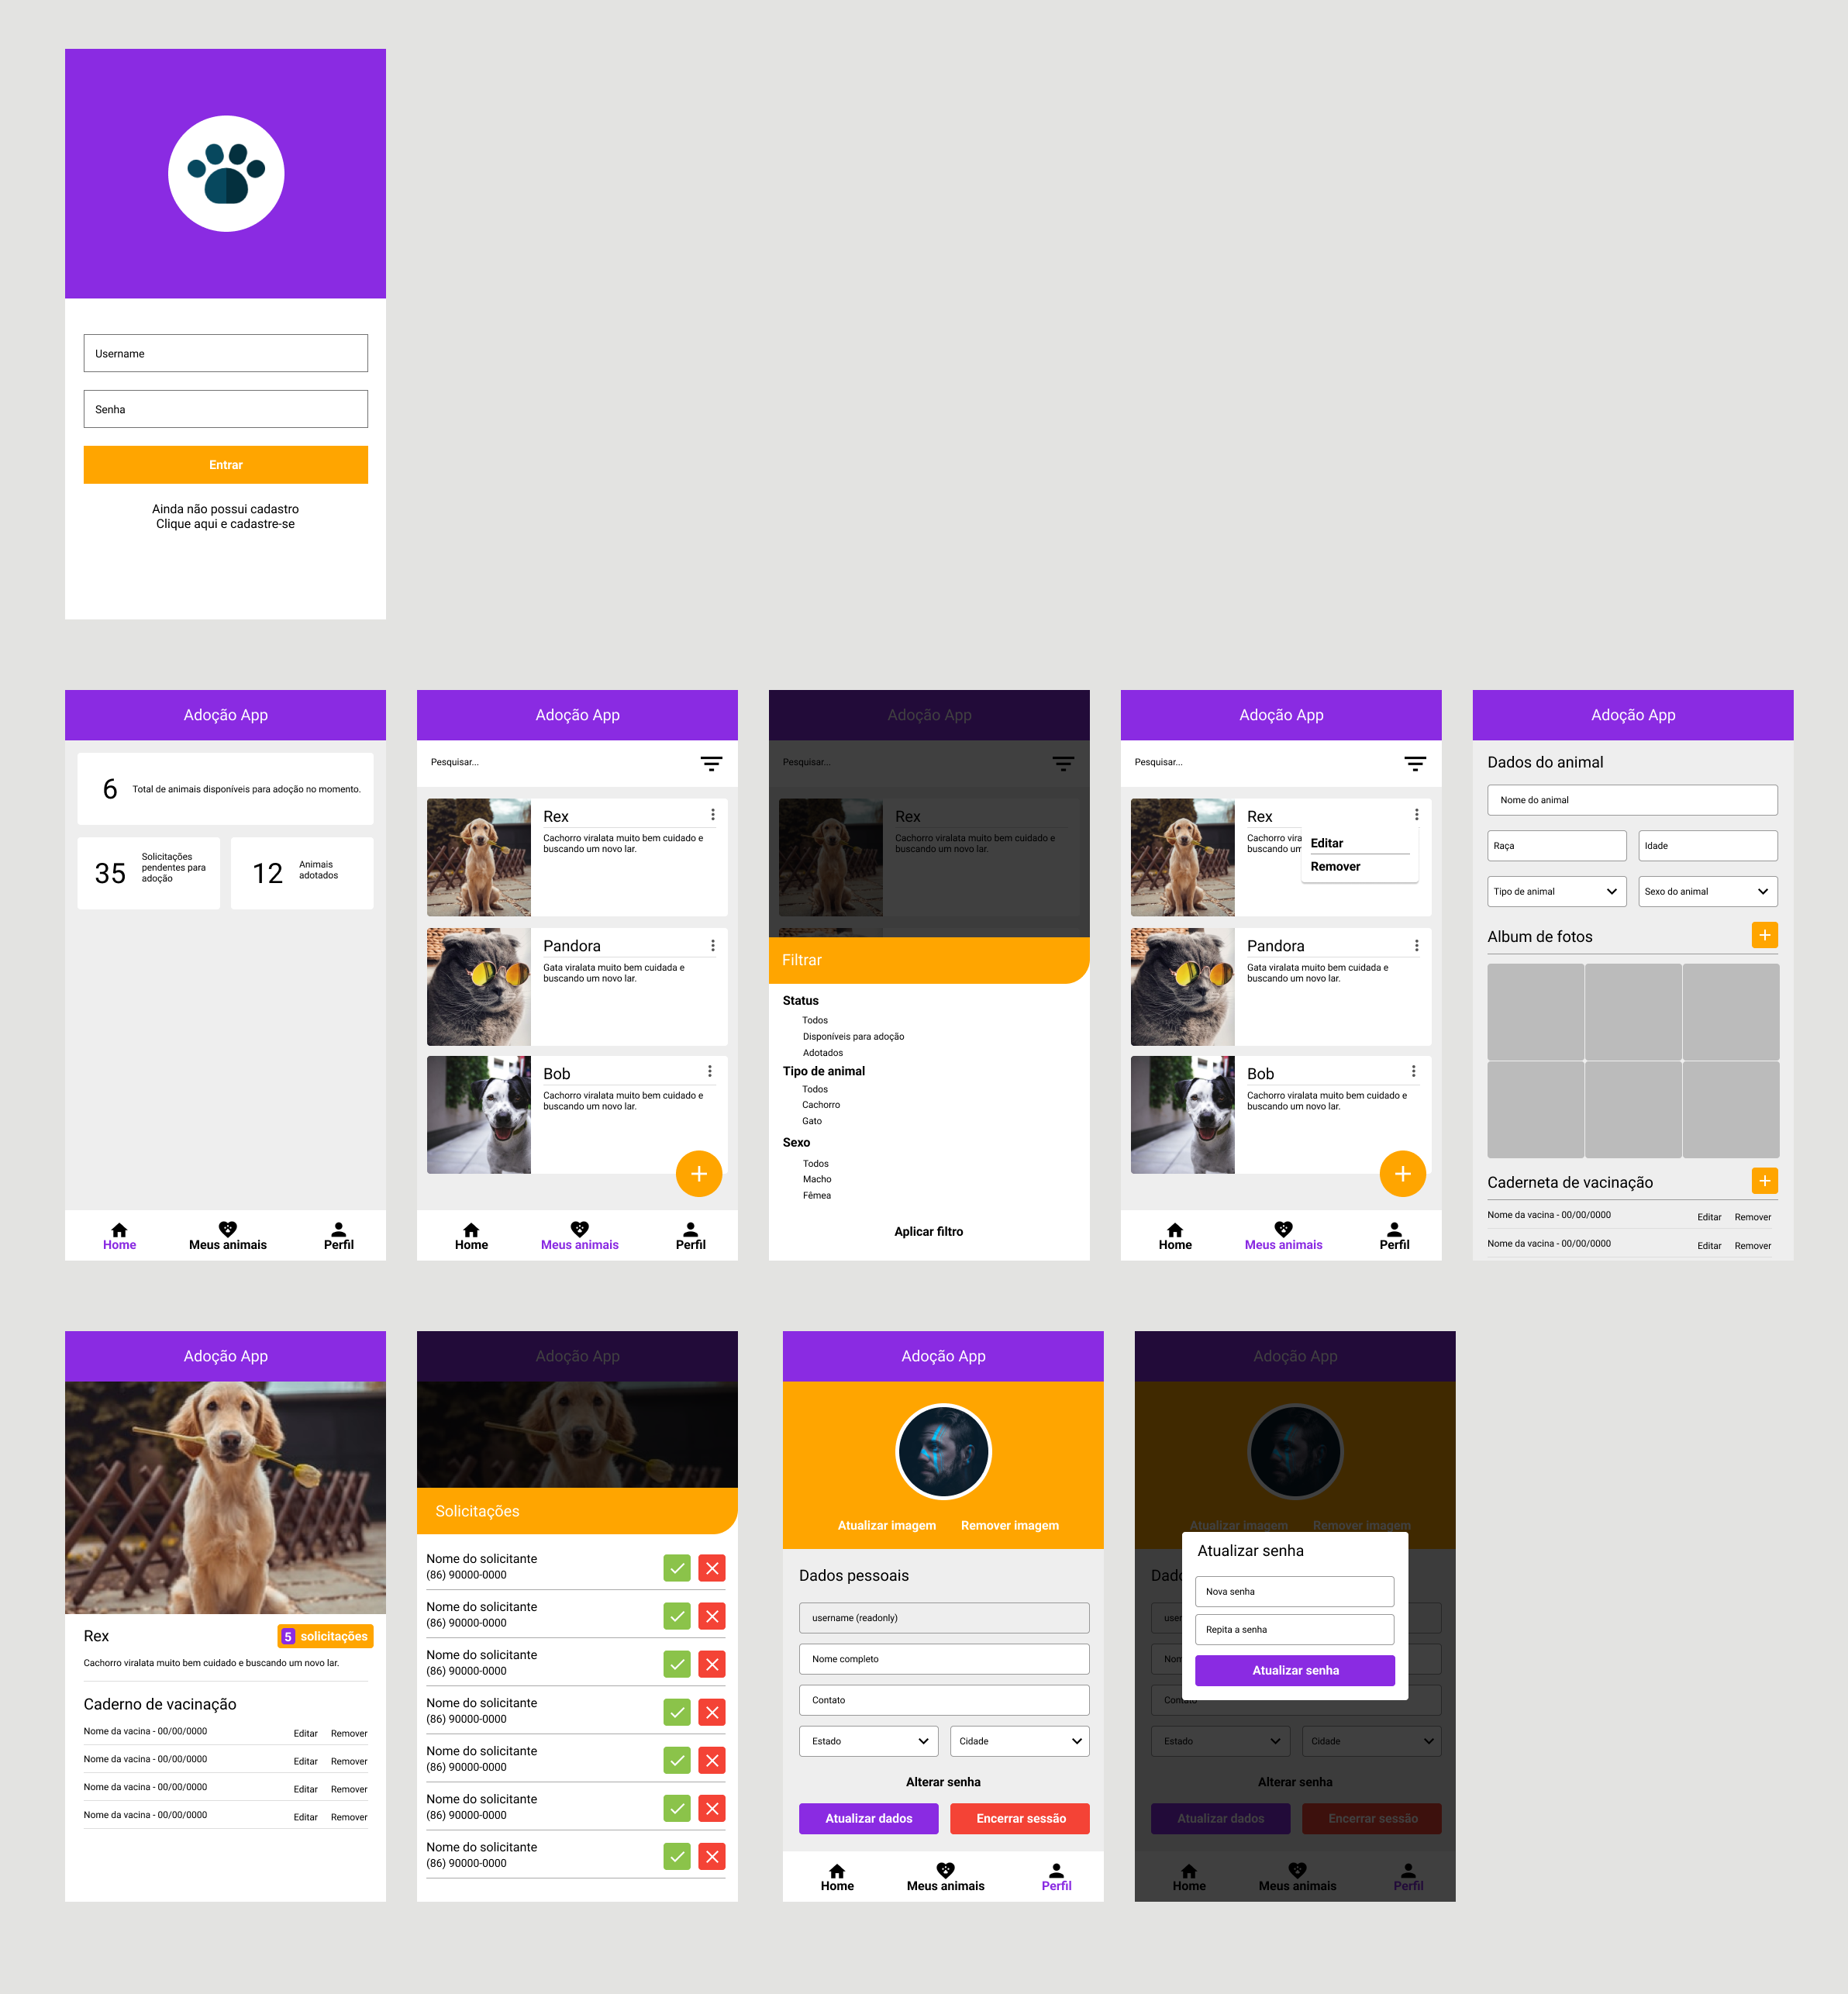 Username
Senha
Entrar
Ainda não possui cadastro
Clique aqui e cadastre-se
Adoção App
6
Total de animais disponíveis para adoção no momento.
35
Solicitações
pendentes para
adoção
12
Animais
adotados
Home
Meus animais
Perfil
Adoção App
Pesquisar...
Rex
Cachorro viralata muito bem cuidado e
buscando um novo lar.
Pandora
Gata viralata muito bem cuidada e
buscando um novo lar.
Bob
Cachorro viralata muito bem cuidado e
buscando um novo lar.
Home
Meus animais
Perfil
Adoção App
Pesquisar...
Rex
Cachorro viralata muito bem cuidado e
buscando um novo lar.
Filtrar
Status
Todos
Disponíveis para adoção
Adotados
Tipo de animal
Todos
Cachorro
Gato
Sexo
Todos
Macho
Fêmea
Aplicar filtro
Adoção App
Pesquisar...
Rex
Cachorro vira
buscando um
Editar
Remover
Pandora
Gata viralata muito bem cuidada e
buscando um novo lar.
Bob
Cachorro viralata muito bem cuidado e
buscando um novo lar.
Home
Meus animais
Perfil
Adoção App
Dados do animal
Nome do animal
Raça
Idade
Tipo de animal
Sexo do animal
Album de fotos
Caderneta de vacinação
Nome da vacina - 00/00/0000 Editar Remover
Nome da vacina - 00/00/0000 Editar Remover
Adoção App
Rex
5 solicitações
Cachorro viralata muito bem cuidado e buscando um novo lar.
Caderno de vacinação
Nome da vacina - 00/00/0000 Editar Remover
Nome da vacina - 00/00/0000 Editar Remover
Nome da vacina - 00/00/0000 Editar Remover
Nome da vacina - 00/00/0000 Editar Remover
Adoção App
Solicitações
Nome do solicitante
(86) 90000-0000
Nome do solicitante
(86) 90000-0000
Nome do solicitante
(86) 90000-0000
Nome do solicitante
(86) 90000-0000
Nome do solicitante
(86) 90000-0000
Nome do solicitante
(86) 90000-0000
Nome do solicitante
(86) 90000-0000
Adoção App
Atualizar imagem
Remover imagem
Dados pessoais
username (readonly)
Nome completo
Contato
Estado
Cidade
Alterar senha
Atualizar dados
Encerrar sessão
Home
Meus animais
Perfil
Adoção App
Atualizar imagem
Remover imagem
Atualizar senha
Nova senha
Repita a senha
Atualizar senha
Contato
Estado
Cidade
Alterar senha
Atualizar dados
Encerrar sessão
Home
Meus animais
Perfil